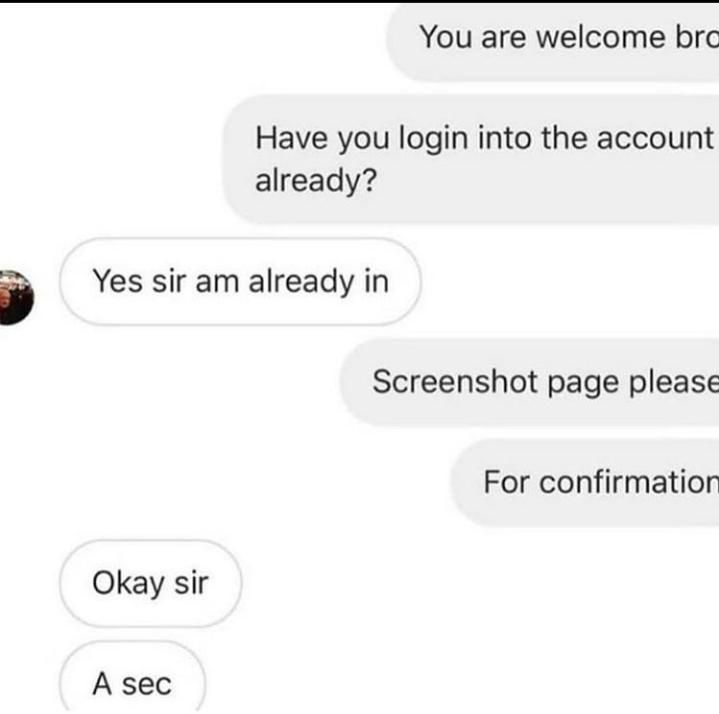 You are welcome bro
Have you login into the account
already?
Yes sir am already in
Screenshot page please
For confirmation
Okay sir
A sec